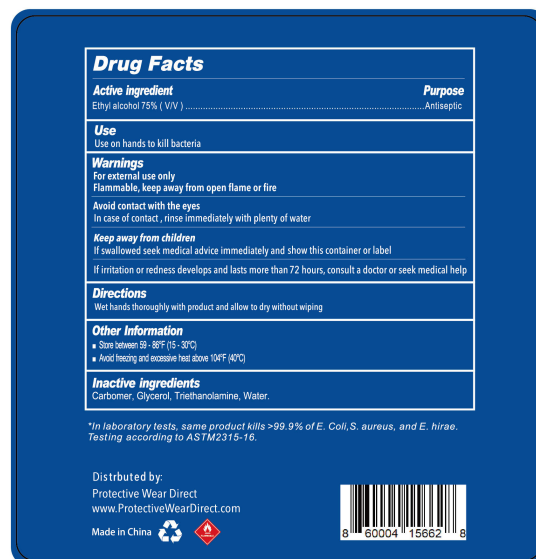 Drug Facts
Active ingredient Purpose
Ethyl alcohol 75% ( V/V ) ........................................................................................Antiseptic
Use
Use on hands to kill bacteria
Warnings
For external use only
Flammable, keep away from open flame or fire
Avoid contact with the eyes
In case of contact , rinse immediately with plenty of water
Keep away from children
If swallowed seek medical advice immediately and show this container or label
If irritation or redness develops and lasts more than 72 hours, consult a doctor or seek medical help
Directions
Wet hands thoroughly with product and allow to dry without wiping
Other Information
■ Store between 59 - 86°F (15 - 30°C)
■ Avoid freezing and excessive heat above 104°F (40°C)
Inactive ingredients
Carbomer, Glycerol, Triethanolamine, Water.
*In laboratory tests, same product kills >99.9% of E. Coli,S. aureus, and E. hirae.
Testing according to ASTM2315-16.
Distrbuted by:
Protective Wear Direct
www.ProtectiveWearDirect.com
Made in China
8 60004 15662 8